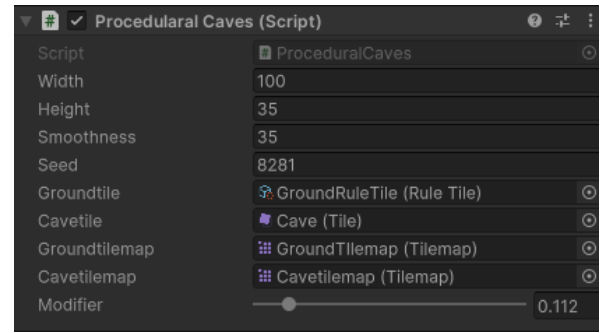 # Procedularal Caves (Script)
Script ProceduralCaves
Width 100
Height 35
Smoothness 35
Seed 8281
Groundtile GroundRuleTile (Rule Tile)
Cavetile Cave (Tile)
Groundtilemap GroundTIlemap (Tilemap)
Cavetilemap Cavetilemap (Tilemap)
Modifier 0.112